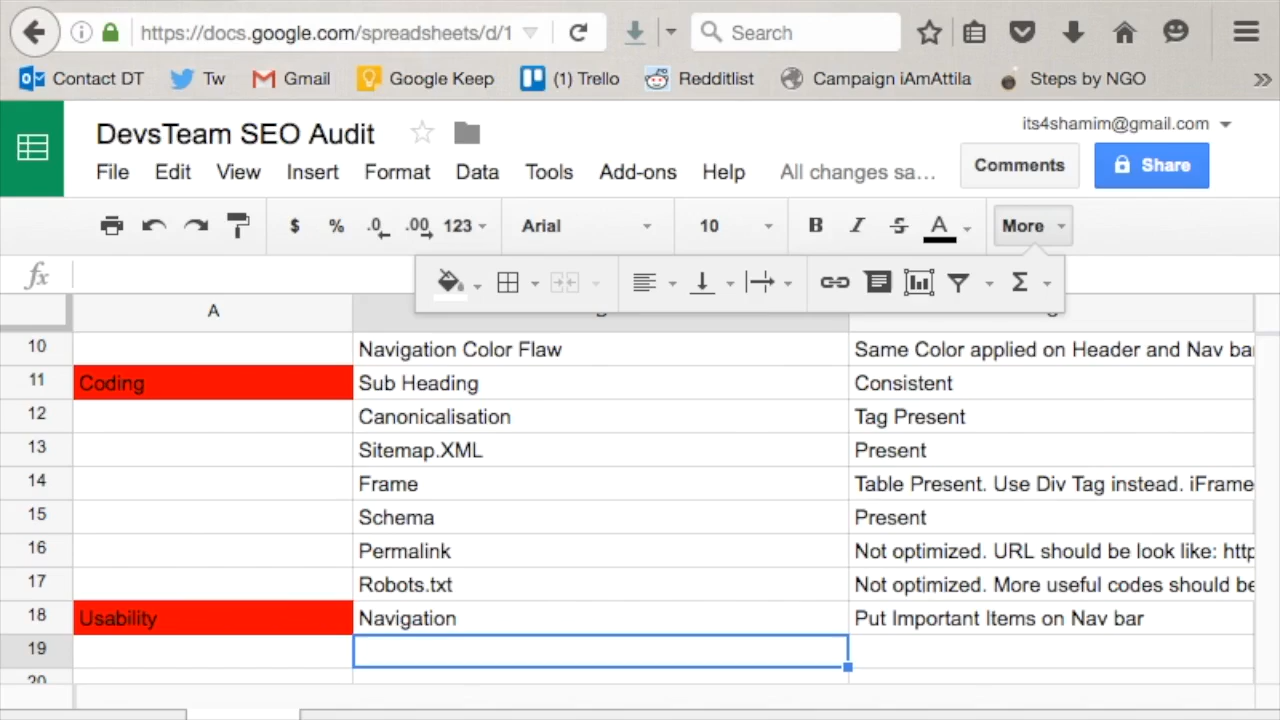 https://docs.google.com/spreadsheets/d/1 Search
Contact DT Tw Gmail Google Keep (1) Trello Redditlist Campaign iAmAttila Steps by NGO
DevsTeam SEO Audit its4shamim@gmail.com
File Edit View Insert Format Data Tools Add-ons Help All changes sa... Comments Share
$ % .0 .00 123 Arial 10 B I S A More
fx Σ
A
10 Navigation Color Flaw Same Color applied on Header and Nav bar
11 Coding Sub Heading Consistent
12 Canonicalisation Tag Present
13 Sitemap.XML Present
14 Frame Table Present. Use Div Tag instead. iFrame
15 Schema Present
16 Permalink Not optimized. URL should be look like: http
17 Robots.txt Not optimized. More useful codes should be
18 Usability Navigation Put Important Items on Nav bar
19
20